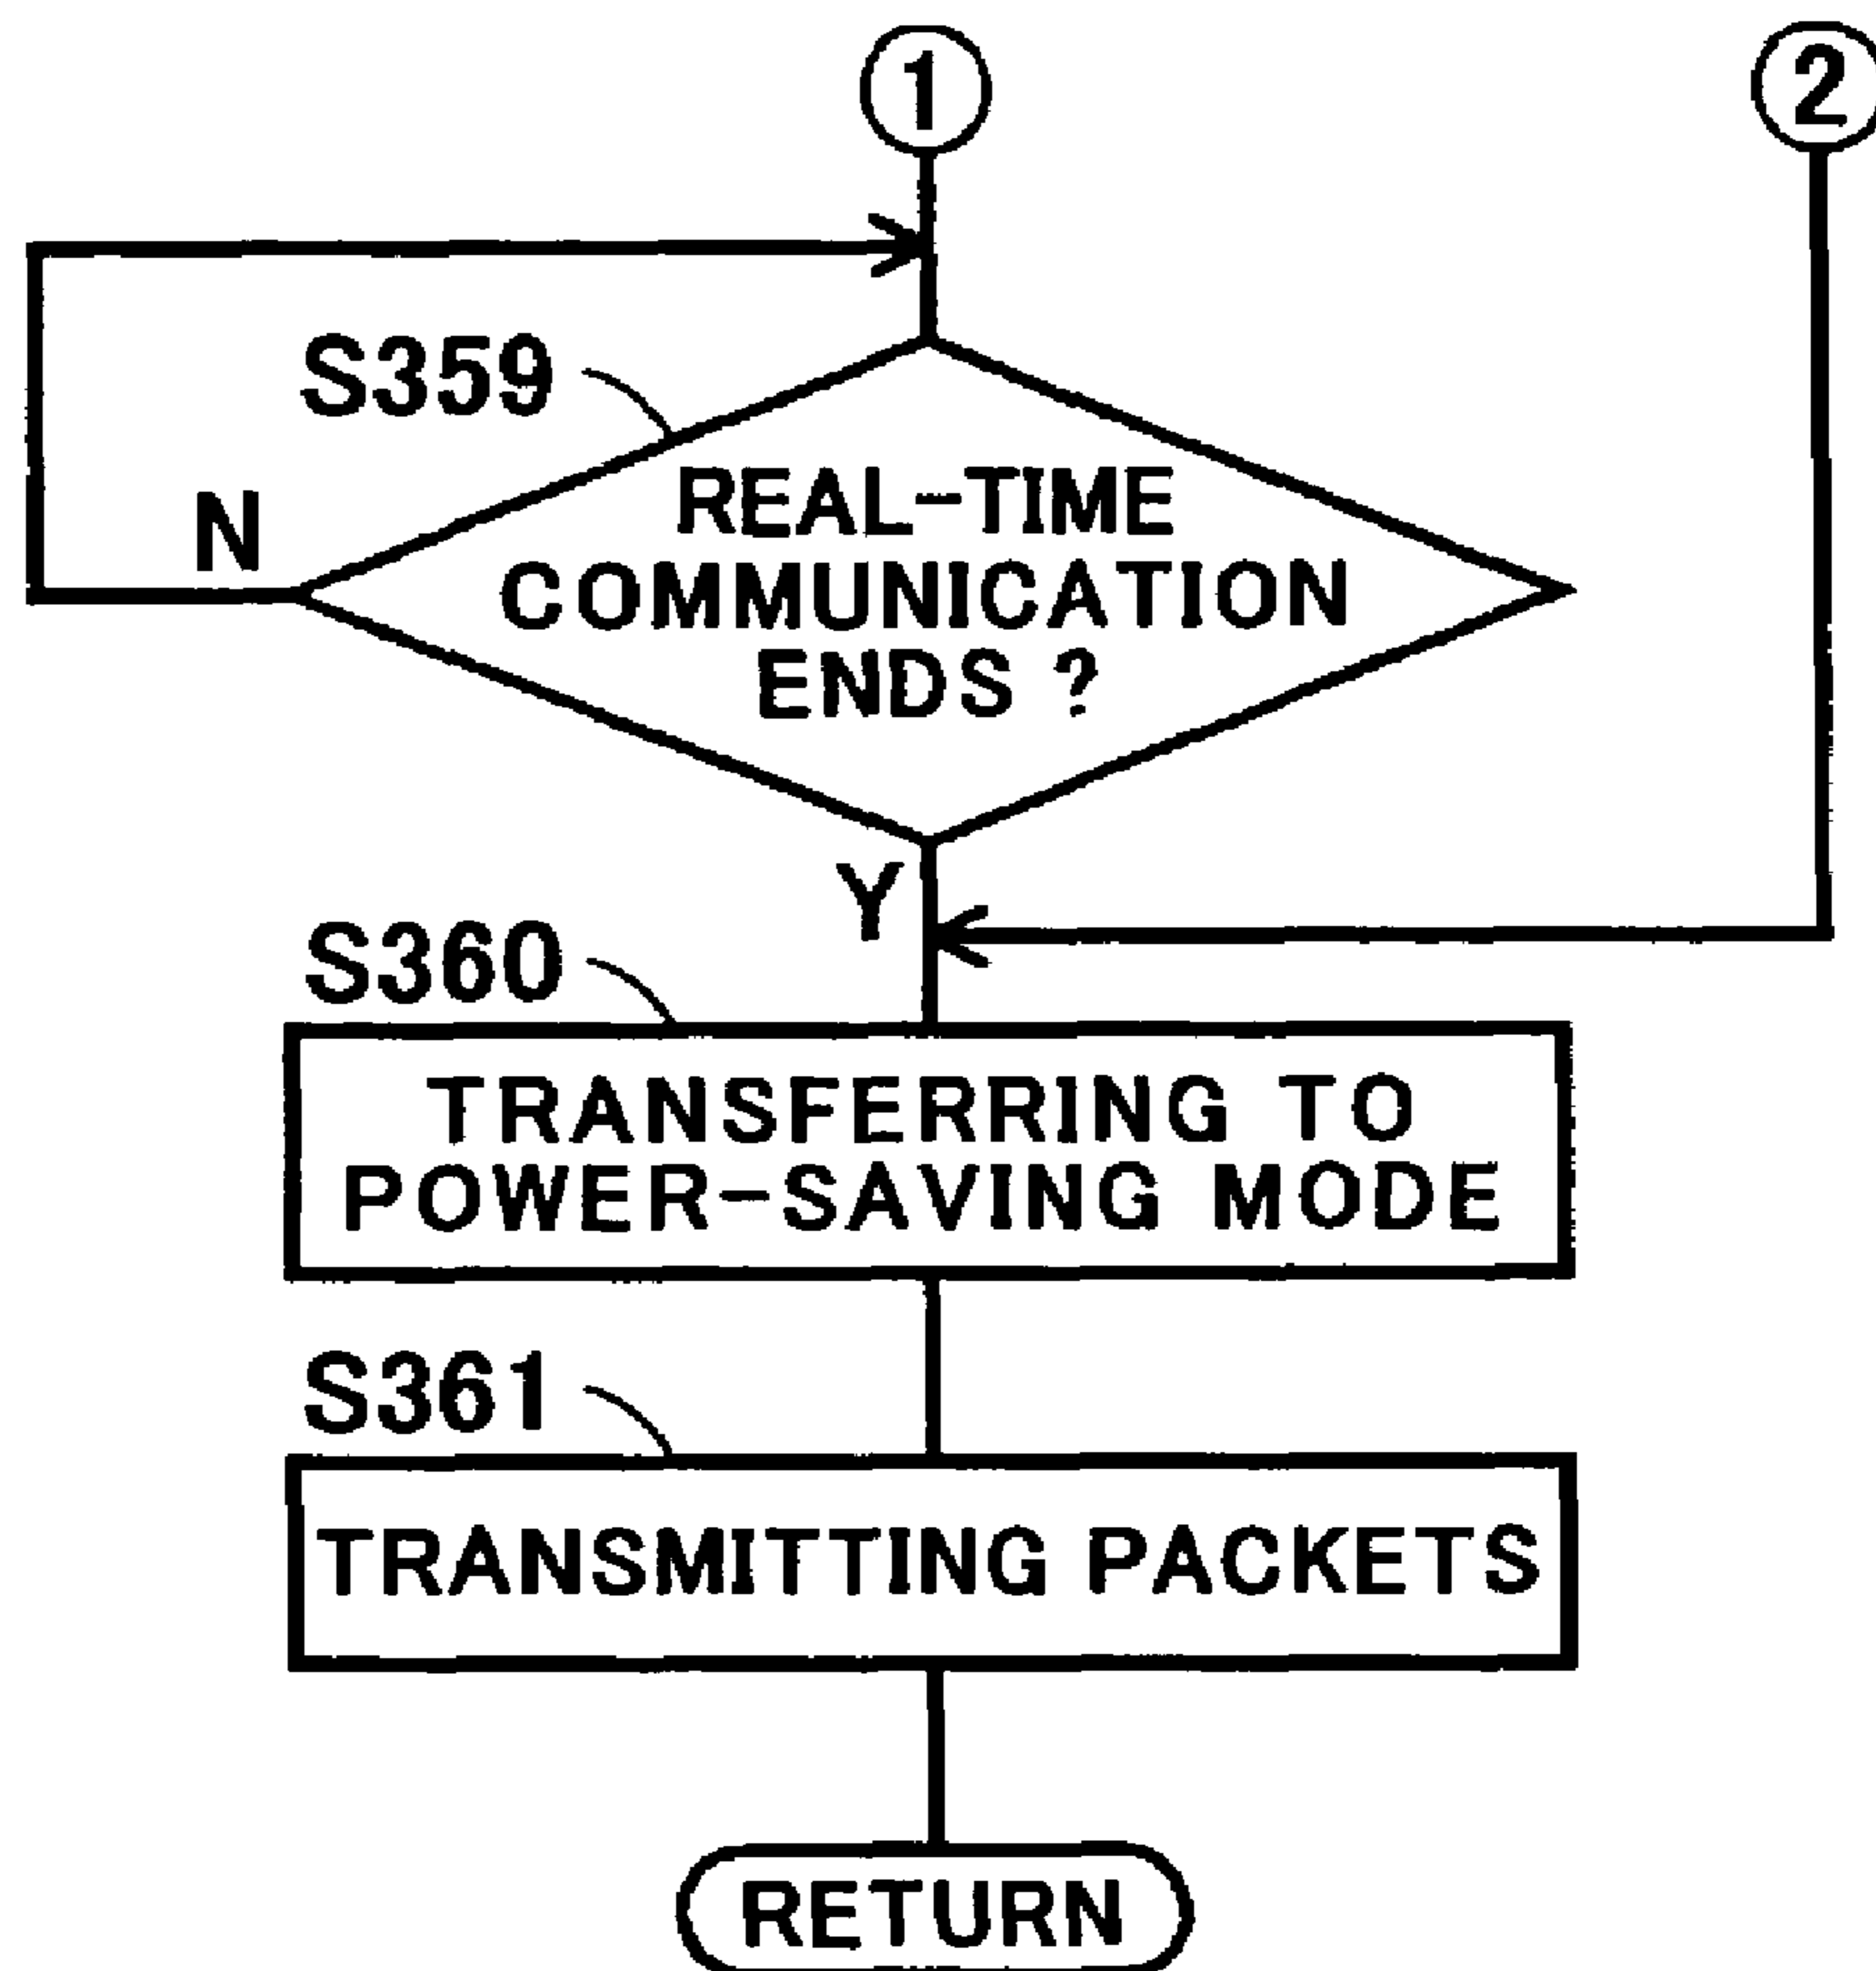 1
2
S359
N
REAL-TIME
COMMUNICATION
ENDS ?
Y
S360
TRANSFERRING TO
POWER-SAVING MODE
S361
TRANSMITTING PACKETS
RETURN